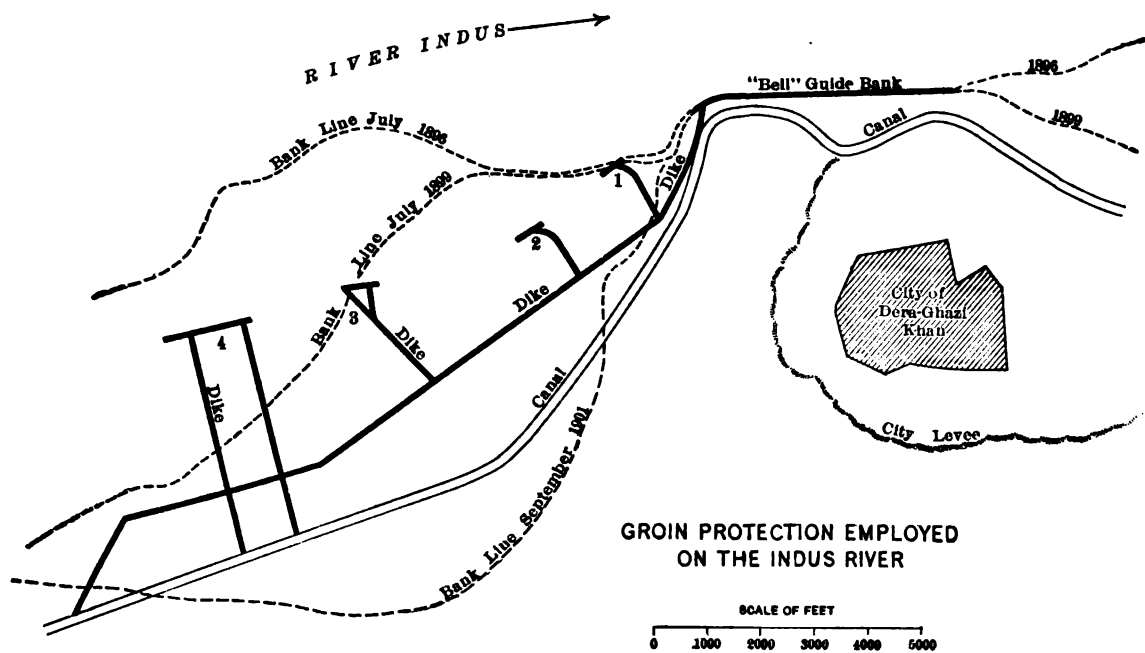 RIVER INDUS
"Bell" Guide Bank
1896
1899
Canal
Bank Line July 1896
Bank Line July 1899
Dike
1
2
Dike
3
Dike
4
Dike
Canal
Bank Line September 1901
City of
Dera-Ghazi
Khan
City Levee
GROIN PROTECTION EMPLOYED
ON THE INDUS RIVER
SCALE OF FEET
0 1000 2000 3000 4000 5000